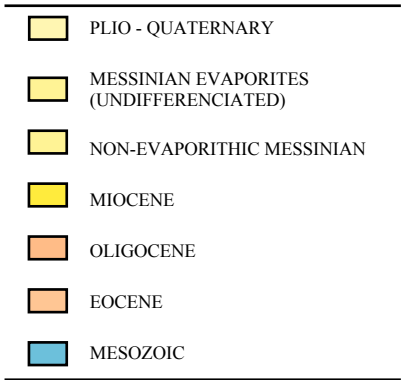 PLIO - QUATERNARY
MESSINIAN EVAPORITES
(UNDIFFERENCIATED)
NON-EVAPORITHIC MESSINIAN
MIOCENE
OLIGOCENE
EOCENE
MESOZOIC